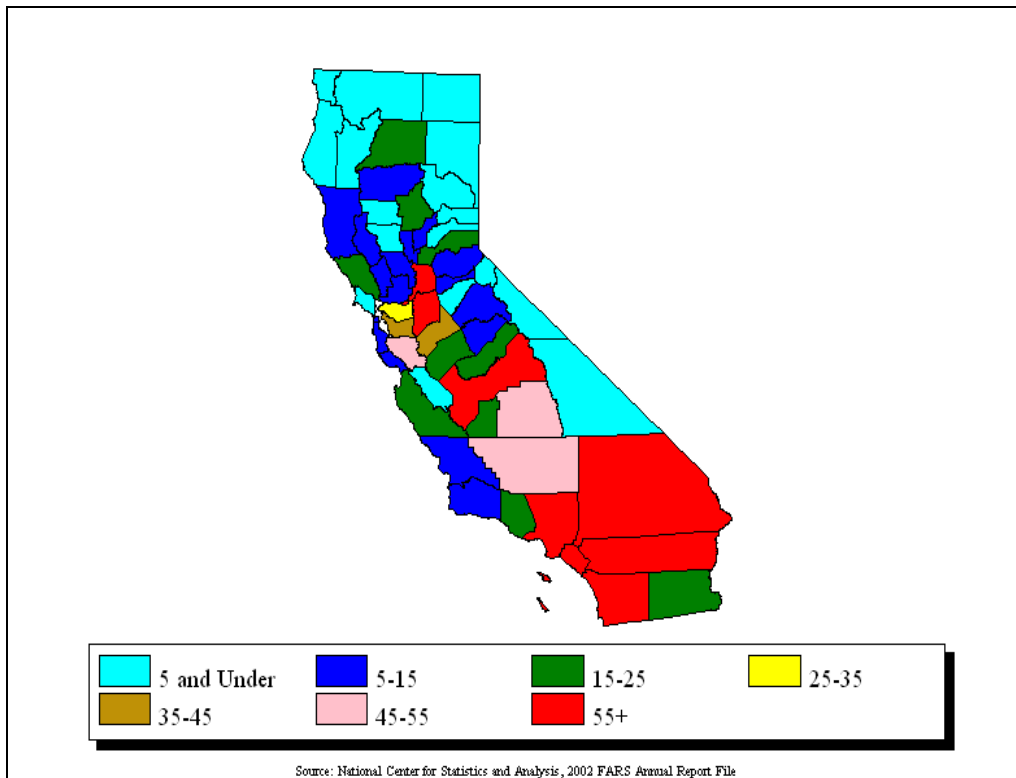 5 and Under 5-15 15-25 25-35
35-45 45-55 55+
Source: National Center for Statistics and Analysis, 2002 FARS Annual Report File